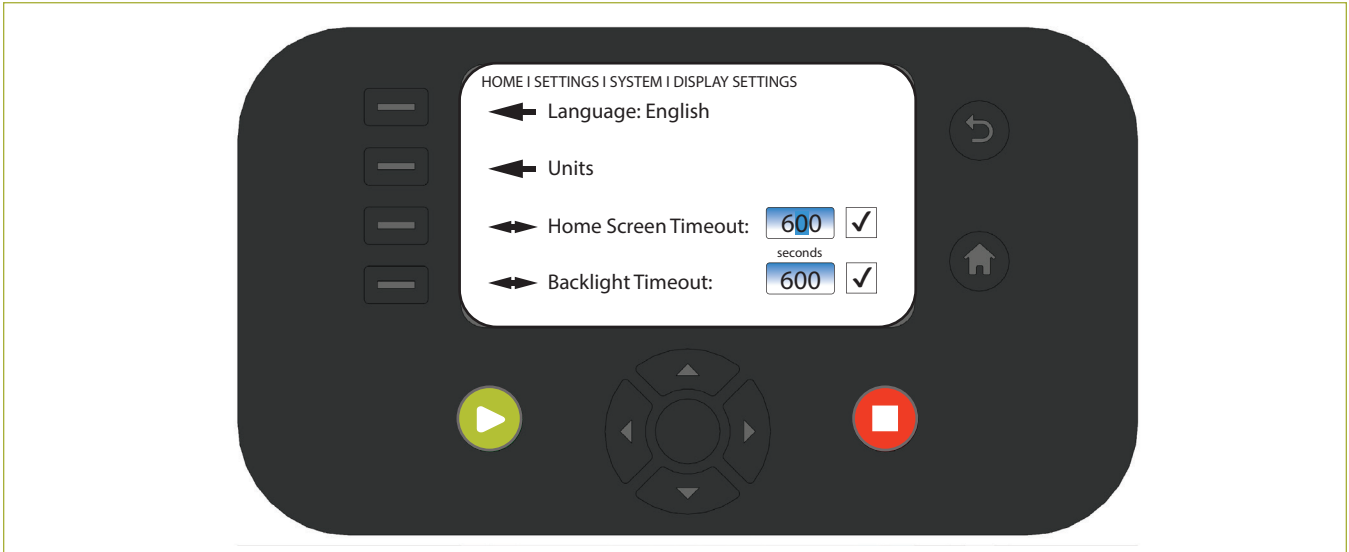 HOME I SETTINGS I SYSTEM I DISPLAY SETTINGS
Language: English
Units
Home Screen Timeout: 600
seconds
Backlight Timeout: 600